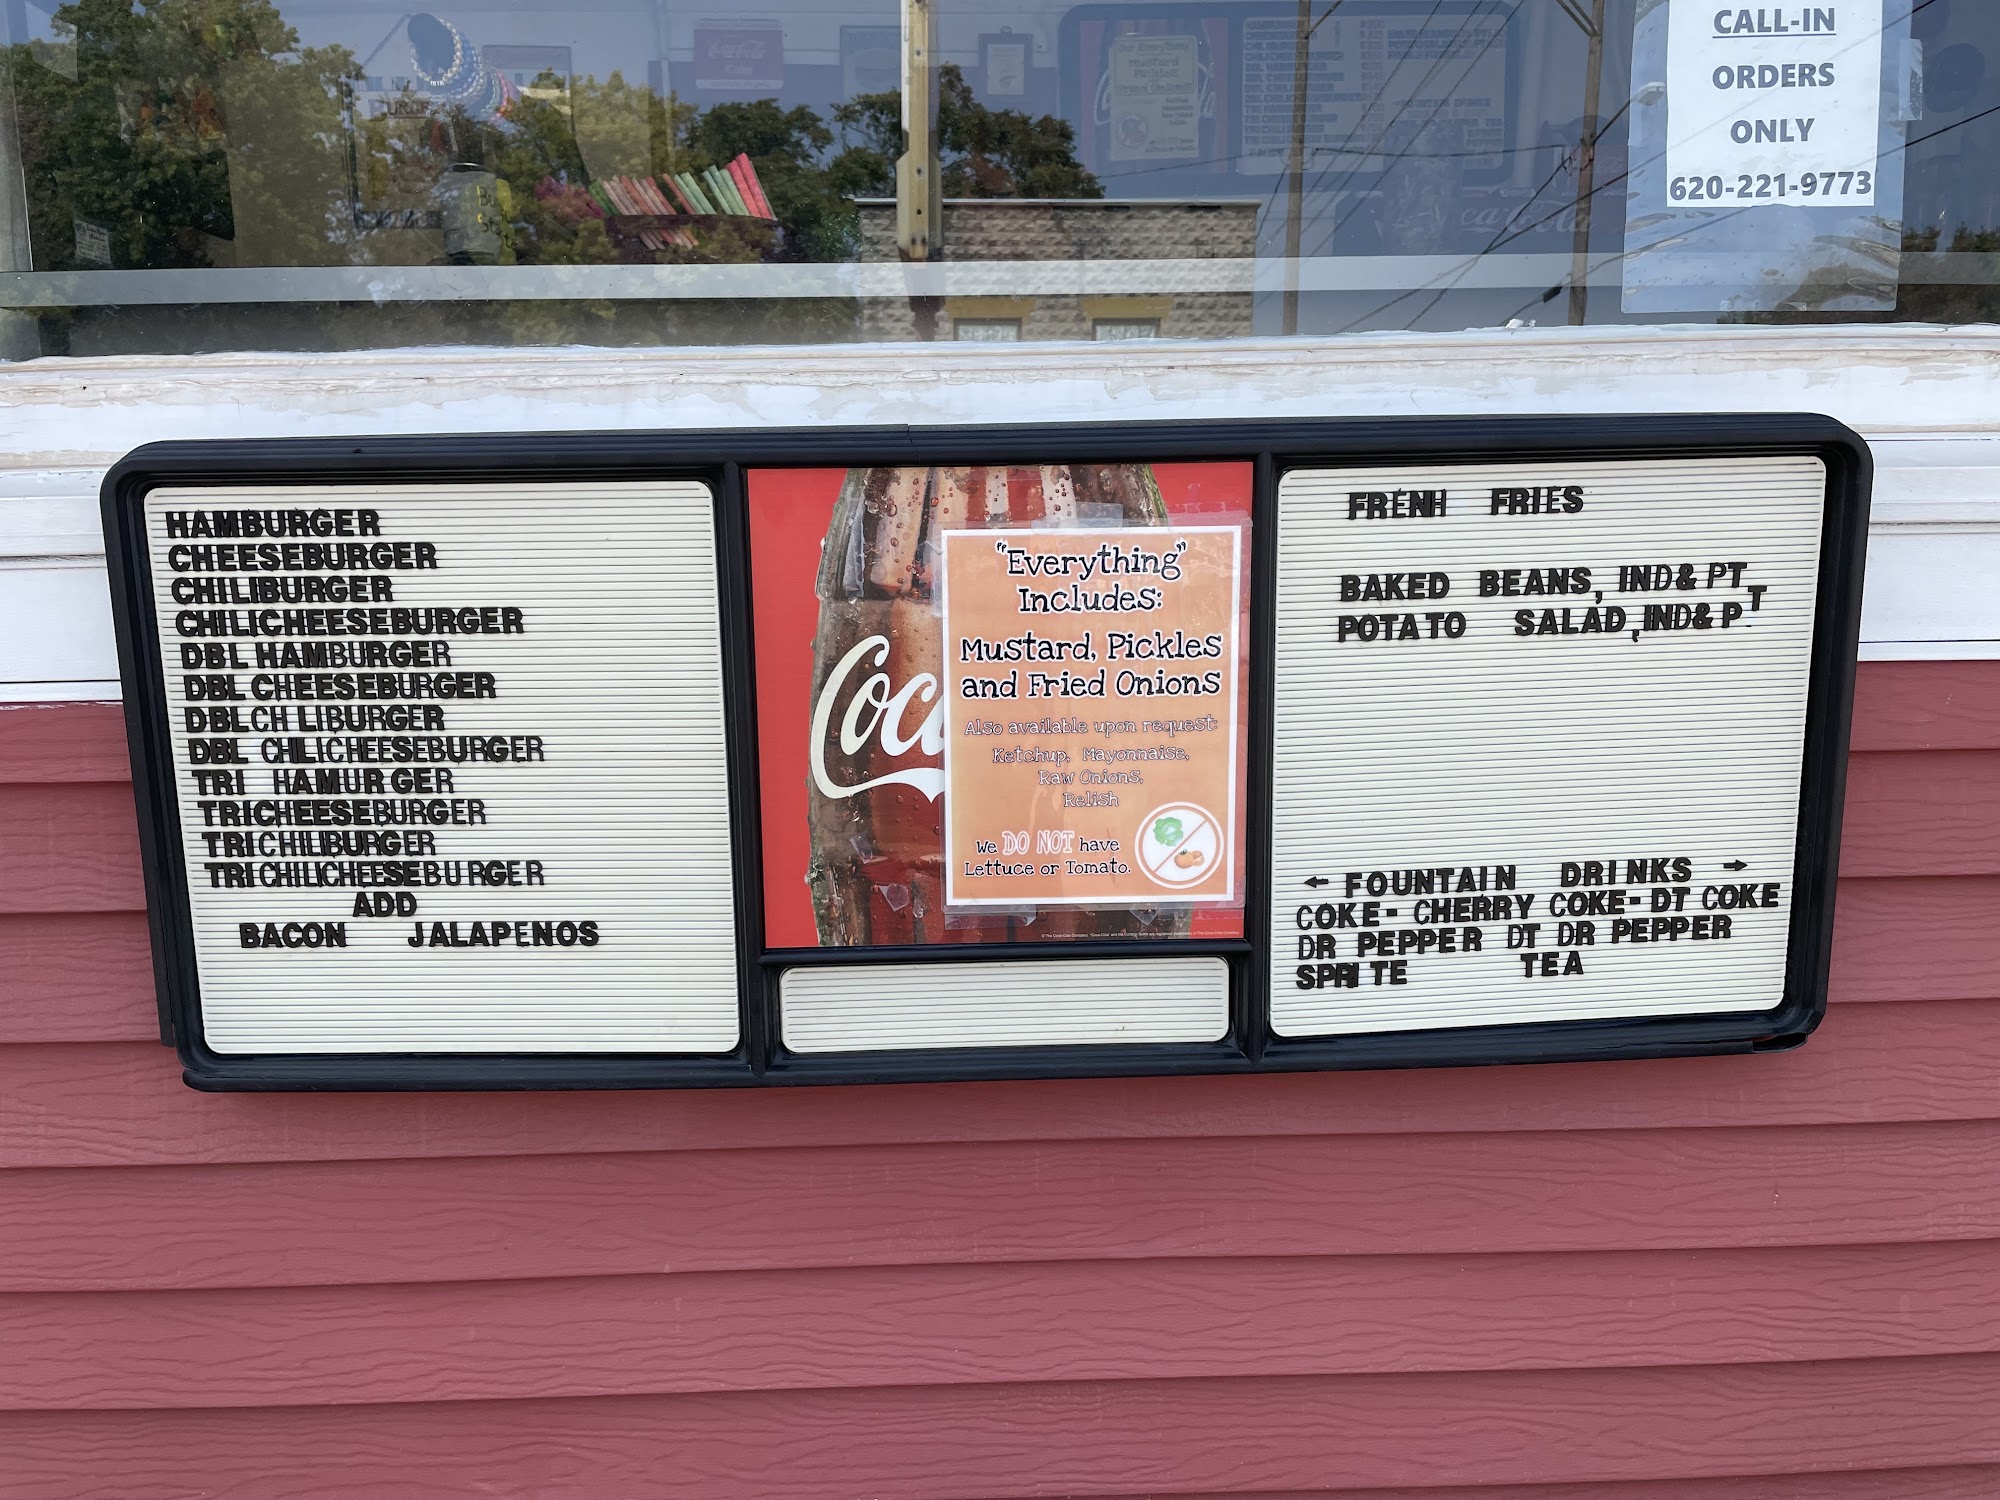 CALL-IN
ORDERS
ONLY
620-221-9773
HAMBURGER
CHEESEBURGER
CHILIBURGER
CHILICHEESEBURGER
DBL HAMBURGER
DBL CHEESEBURGER
DBLCH LIBURGER
DBL CHILICHEESEBURGER
TRI HAMUR GER
TRICHEESEBURGER
TRICHILIBURGER
TRICHILICHEESEBURGER
ADD
BACON JALAPENOS
Coca
"Everything"
Includes:
Mustard, Pickles
and Fried Onions
Also available upon request:
Ketchup, Mayonnaise,
Raw Onions,
Relish
We DO NOT have
Lettuce or Tomato.
FRENH FRIES
BAKED BEANS, IND& PT
POTATO SALAD,IND& PT
← FOUNTAIN DRINKS →
COKE- CHERRY COKE- DT COKE
DR PEPPER DT DR PEPPER
SPRITE TEA